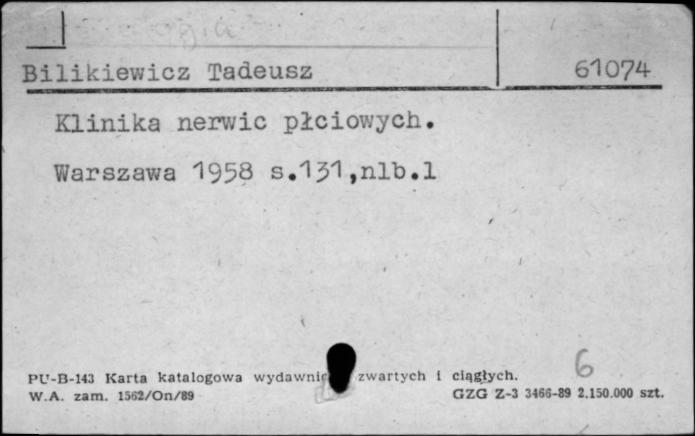 Bilikiewicz Tadeusz 61074
Klinika nerwic płciowych.
Warszawa 1958 s.131,nlb.1
6
PU-B-143 Karta katalogowa zwartych i ciągłych.
W.A. zam. 1562/On/89 GZG Z-3 3466-89 2.150.000 szt.